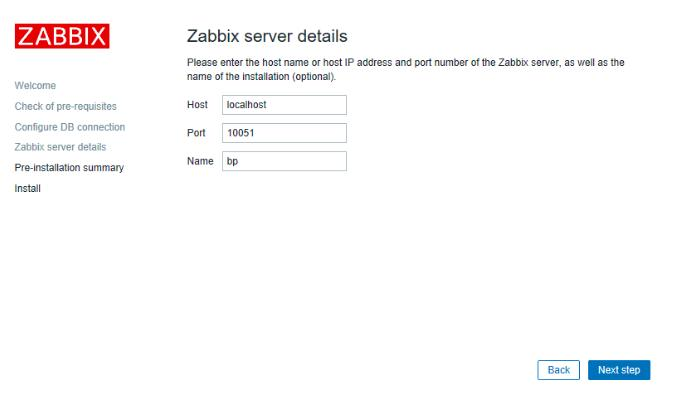 ZABBIX
Welcome
Check of pre-requisites
Configure DB connection
Zabbix server details
Pre-installation summary
Install
Zabbix server details
Please enter the host name or host IP address and port number of the Zabbix server, as well as the
name of the installation (optional).
Host localhost
Port 10051
Name bp
Back Next step